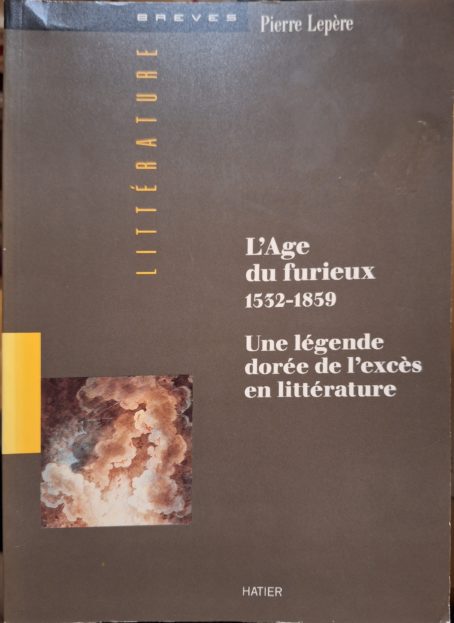 BREVES
Pierre Lepère
LITTÉRATURE
L'Age
du furieux
1532-1859
Une légende
dorée de l'excès
en littérature
HATIER